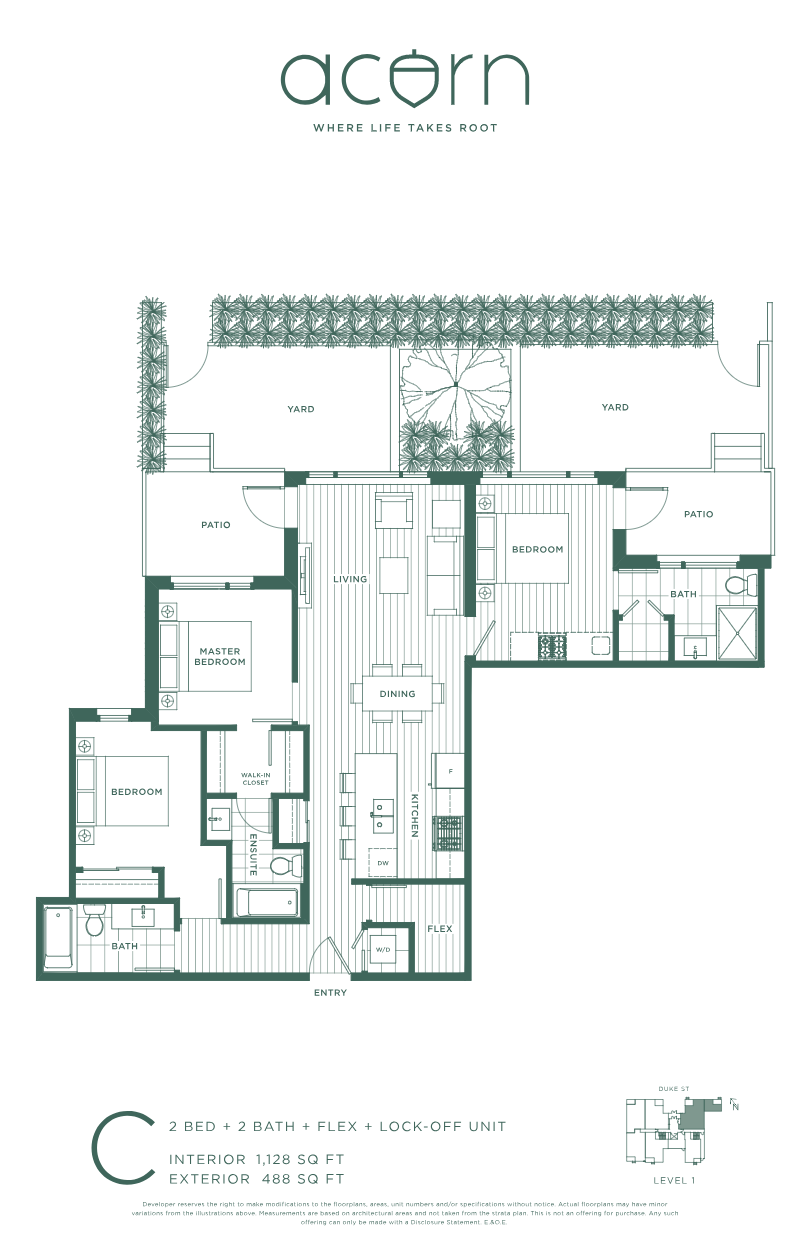 acorn
WHERE LIFE TAKES ROOT
YARD
YARD
PATIO
PATIO
BEDROOM
LIVING
BATH
MASTER
BEDROOM
DINING
WALK-IN
CLOSET
F
BEDROOM
KITCHEN
ENSUITE
DW
FLEX
BATH
W/D
ENTRY
DUKE ST
N
C
2 BED + 2 BATH + FLEX + LOCK-OFF UNIT
INTERIOR 1,128 SQ FT
EXTERIOR 488 SQ FT
LEVEL 1
Developer reserves the right to make modifications to the floorplans, areas, unit numbers and/or specifications without notice. Actual floorplans may have minor
variations from the illustrations above. Measurements are based on architectural areas and not taken from the strata plan. This is not an offering for purchase. Any such
offering can only be made with a Disclosure Statement. E.&O.E.